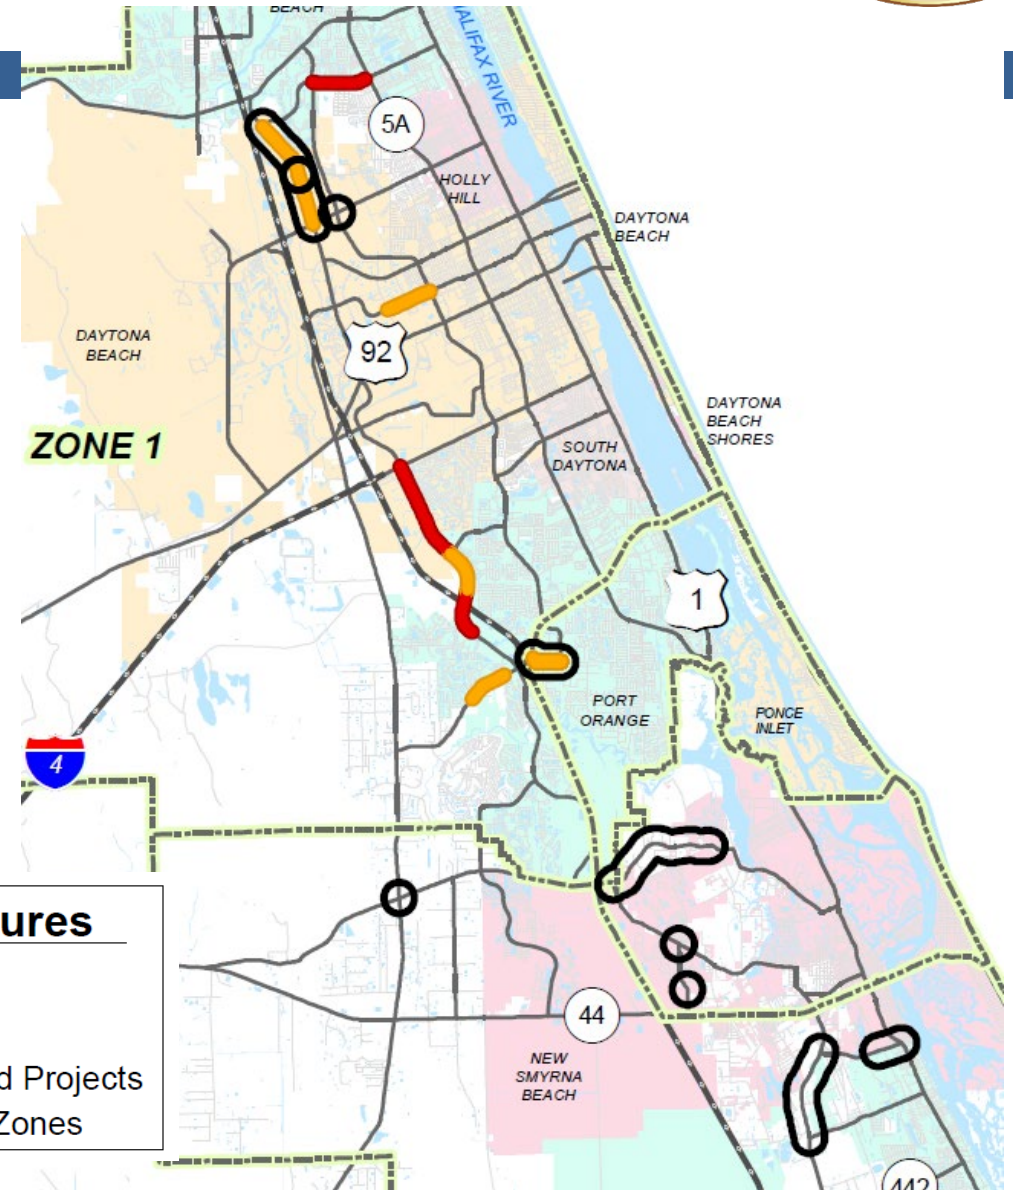 BEACH
HALIFAX RIVER
5A
HOLLY
HILL
DAYTONA
BEACH
DAYTONA
BEACH
92
DAYTONA
BEACH
SHORES
ZONE 1
SOUTH
DAYTONA
1
PORT
ORANGE
PONCE
INLET
4
ures
44
NEW
SMYRNA
BEACH
d Projects
Zones
442